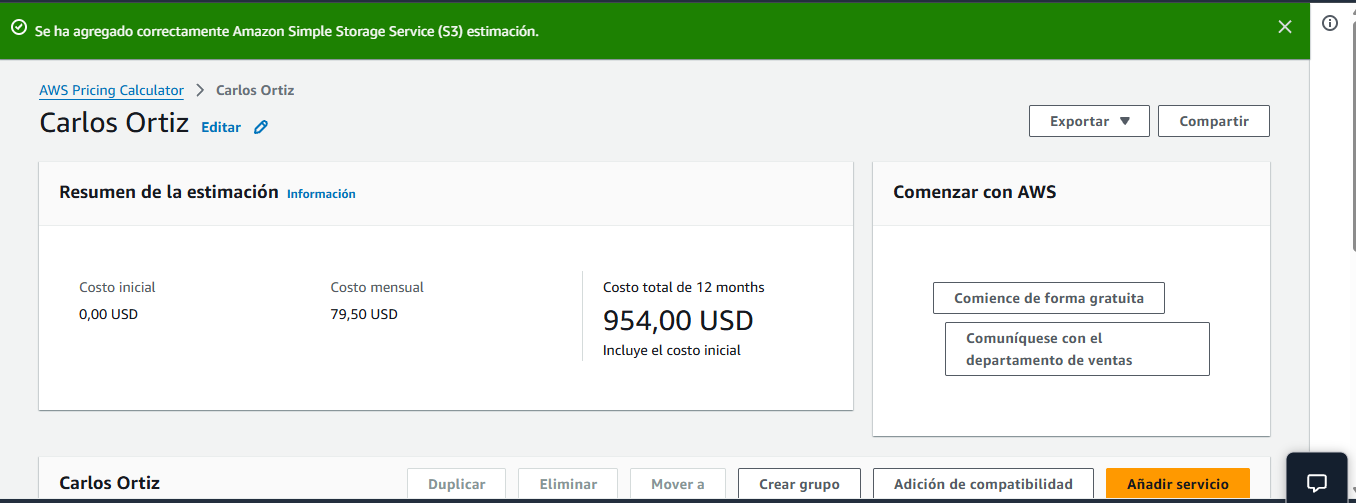 Se ha agregado correctamente Amazon Simple Storage Service (S3) estimación.
AWS Pricing Calculator > Carlos Ortiz
Carlos Ortiz Editar
Exportar ▼ Compartir
Resumen de la estimación Información
Comenzar con AWS
Costo inicial
0,00 USD
Costo mensual
79,50 USD
Costo total de 12 months
954,00 USD
Incluye el costo inicial
Comience de forma gratuita
Comuníquese con el
departamento de ventas
Carlos Ortiz
Duplicar Eliminar Mover a Crear grupo Adición de compatibilidad Añadir servicio